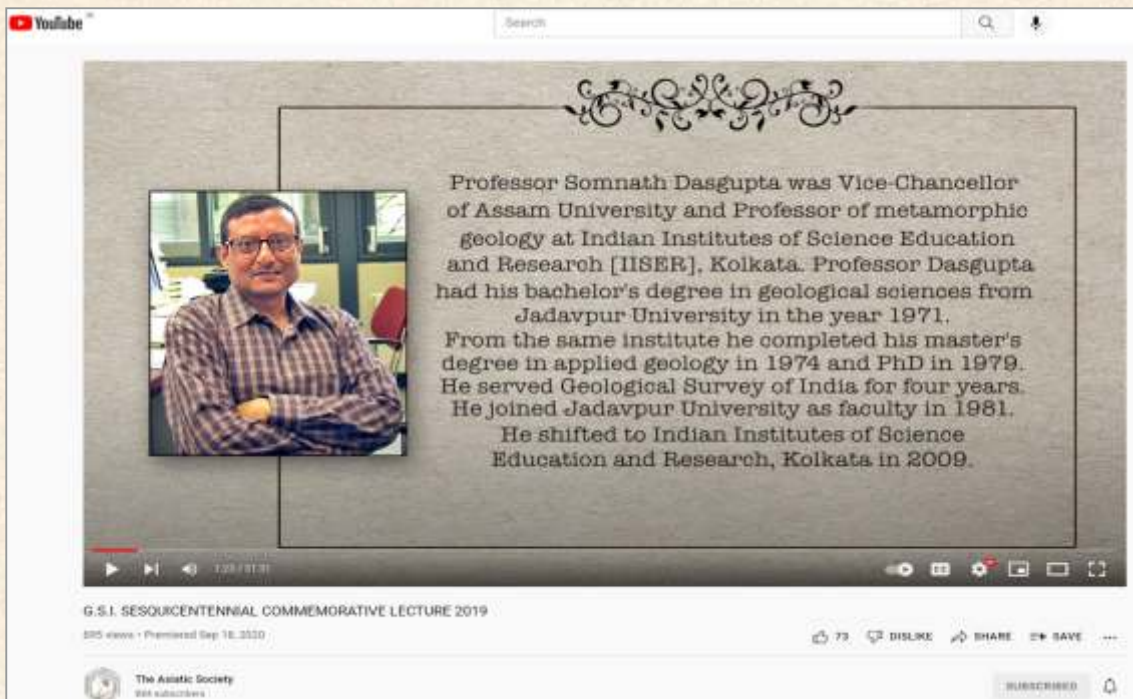 YouTube
Search
Professor Somnath Dasgupta was Vice-Chancellor
of Assam University and Professor of metamorphic
geology at Indian Institutes of Science Education
and Research [IISER], Kolkata. Professor Dasgupta
had his bachelor's degree in geological sciences from
Jadavpur University in the year 1971.
From the same institute he completed his master's
degree in applied geology in 1974 and PhD in 1979.
He served Geological Survey of India for four years.
He joined Jadavpur University as faculty in 1981.
He shifted to Indian Institutes of Science
Education and Research, Kolkata in 2009.
G.S.I. SESQUICENTENNIAL COMMEMORATIVE LECTURE 2019
895 views • Premiered Sep 18, 2020
73 DISLIKE SHARE SAVE
The Asiatic Society
subscribers
SUBSCRIBED